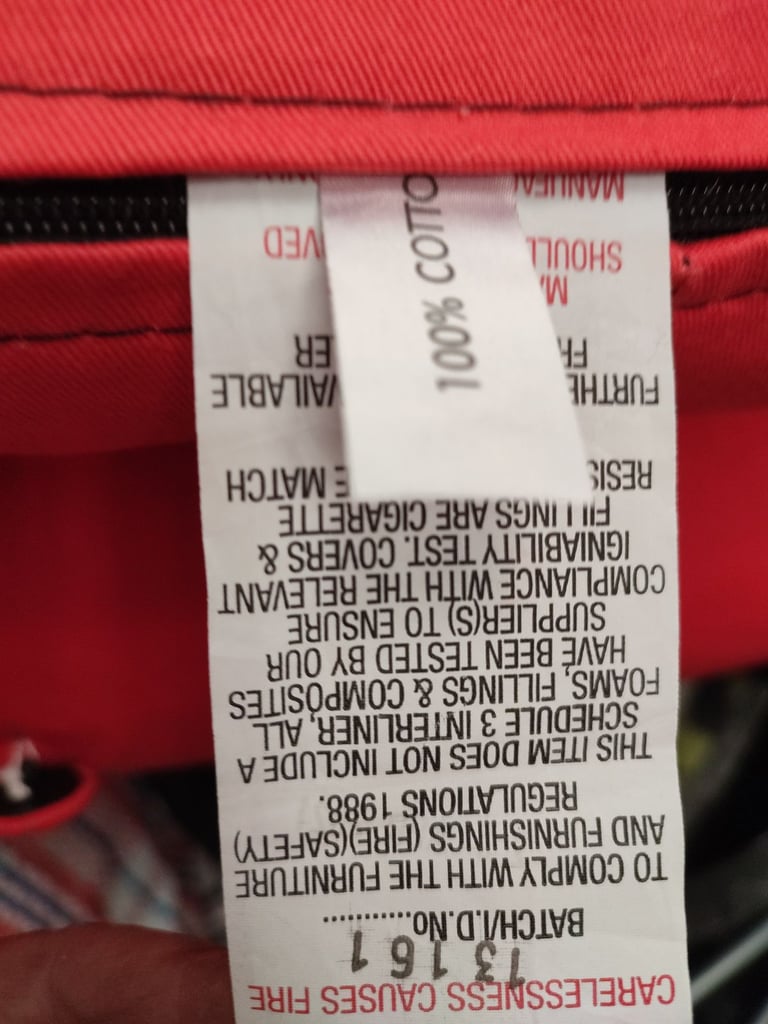 CARELESSNESS CAUSES FIRE
13161
BATCH/I.D.No............
TO COMPLY WITH THE FURNITURE
AND FURNISHINGS (FIRE)(SAFETY)
REGULATIONS 1988.
THIS ITEM DOES NOT INCLUDE A
SCHEDULE 3 INTERLINER, ALL
FOAMS, FILLINGS & COMPOSITES
HAVE BEEN TESTED BY OUR
SUPPLIER(S) TO ENSURE
COMPLIANCE WITH THE RELEVANT
IGNIABILITY TEST. COVERS &
FILLINGS ARE CIGARETTE
MATCH
100%